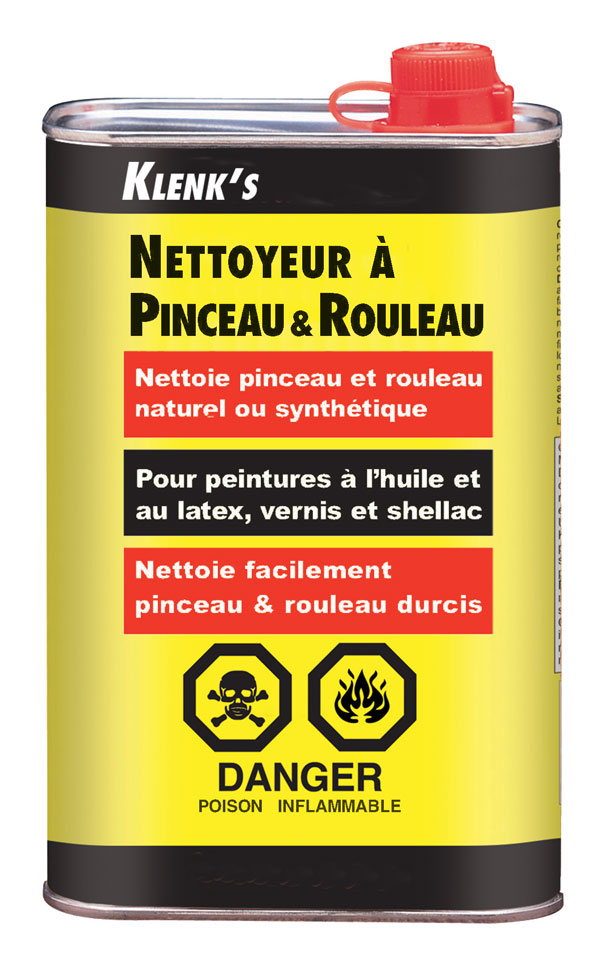 KLENK'S
NETTOYEUR À
PINCEAU & ROULEAU
Nettoie pinceau et rouleau
naturel ou synthétique
Pour peintures à l'huile et
au latex, vernis et shellac
Nettoie facilement
pinceau & rouleau durcis
DANGER
POISON INFLAMMABLE